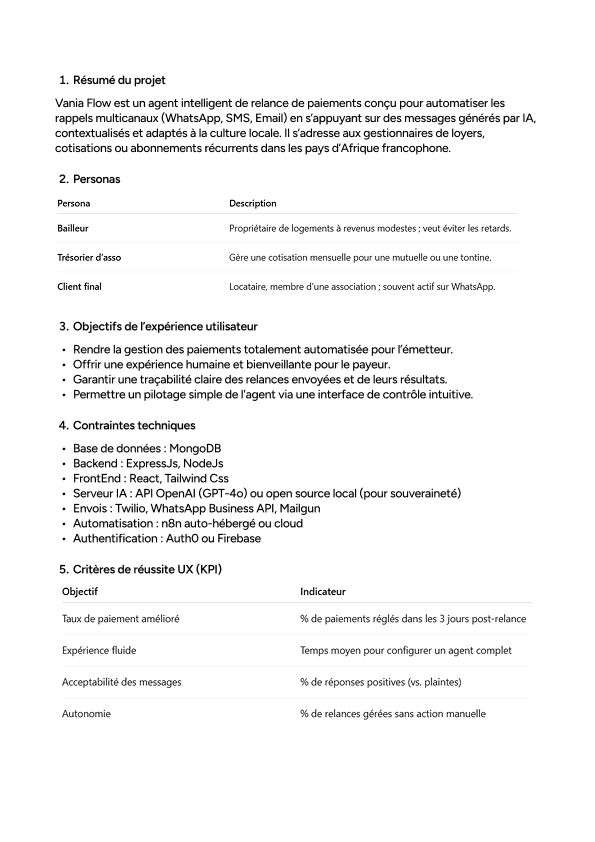 1. Résumé du projet
Vania Flow est un agent intelligent de relance de paiements conçu pour automatiser les
rappels multicanaux (WhatsApp, SMS, Email) en s'appuyant sur des messages générés par IA,
contextualisés et adaptés à la culture locale. Il s'adresse aux gestionnaires de loyers,
cotisations ou abonnements récurrents dans les pays d'Afrique francophone.
2. Personas
Persona Description
Bailleur Propriétaire de logements à revenus modestes ; veut éviter les retards.
Trésorier d'asso Gère une cotisation mensuelle pour une mutuelle ou une tontine.
Client final Locataire, membre d'une association ; souvent actif sur WhatsApp.
3. Objectifs de l'expérience utilisateur
• Rendre la gestion des paiements totalement automatisée pour l'émetteur.
• Offrir une expérience humaine et bienveillante pour le payeur.
• Garantir une traçabilité claire des relances envoyées et de leurs résultats.
• Permettre un pilotage simple de l'agent via une interface de contrôle intuitive.
4. Contraintes techniques
• Base de données : MongoDB
• Backend : ExpressJs, NodeJs
• FrontEnd : React, Tailwind Css
• Serveur IA : API OpenAI (GPT-4o) ou open source local (pour souveraineté)
• Envois : Twilio, WhatsApp Business API, Mailgun
• Automatisation : n8n auto-hébergé ou cloud
• Authentification : Auth0 ou Firebase
5. Critères de réussite UX (KPI)
Objectif Indicateur
Taux de paiement amélioré % de paiements réglés dans les 3 jours post-relance
Expérience fluide Temps moyen pour configurer un agent complet
Acceptabilité des messages % de réponses positives (vs. plaintes)
Autonomie % de relances gérées sans action manuelle